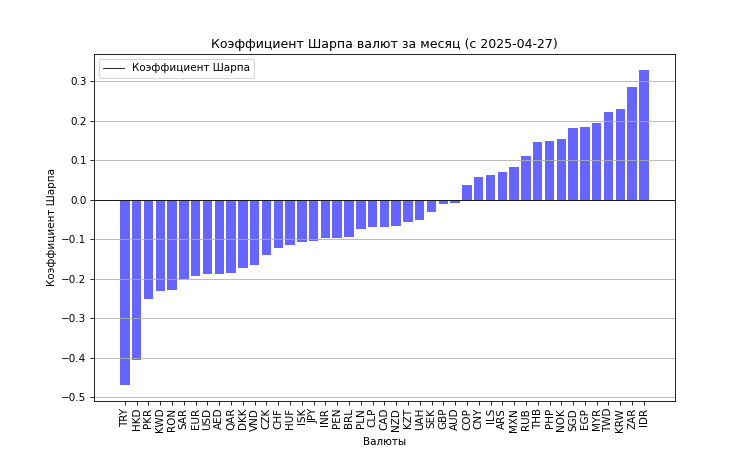 Коэффициент Шарпа валют за месяц (с 2025-04-27)
Коэффициент Шарпа
0.3
0.2
0.1
0.0
−0.1
−0.2
−0.3
−0.4
−0.5
Коэффициент Шарпа
TRY HKD PKR KWD RON SAR EUR USD AED QAR DKK VND CZK CHF HUF ISK JPY INR PEN BRL PLN CLP CAD NZD KZT UAH SEK GBP AUD COP CNY ILS ARS MXN RUB THB PHP NOK SGD EGP MYR TWD KRW ZAR IDR
Валюты